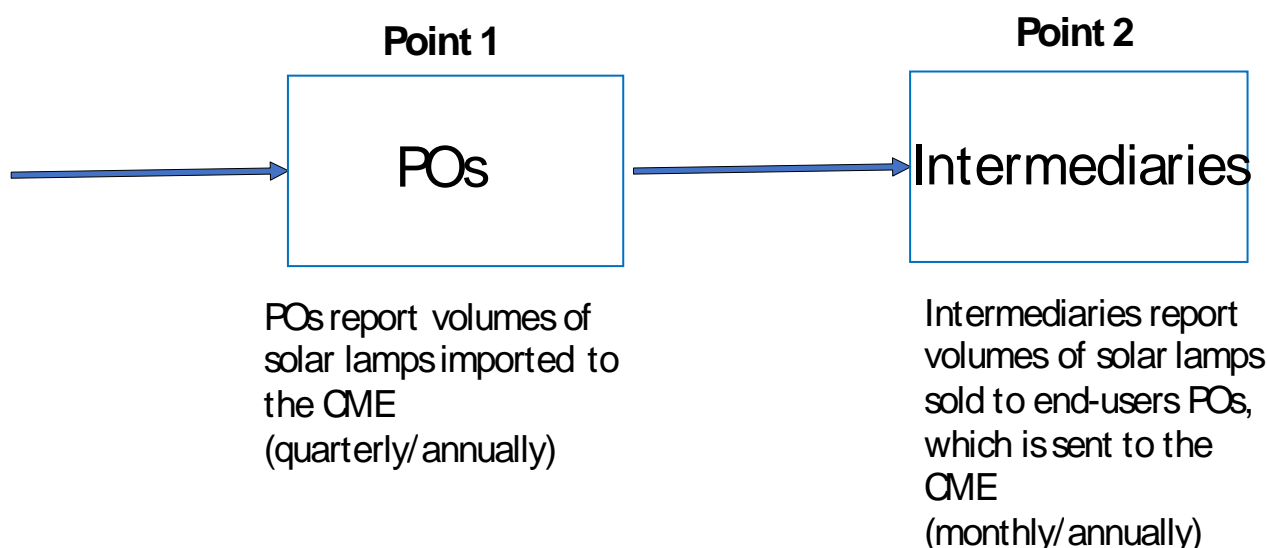 Point 1
POs
POs report volumes of
solar lamps imported to
the CME
(quarterly/annually)
Point 2
Intermediaries
Intermediaries report
volumes of solar lamps
sold to end-users POs,
which is sent to the
CME
(monthly/annually)